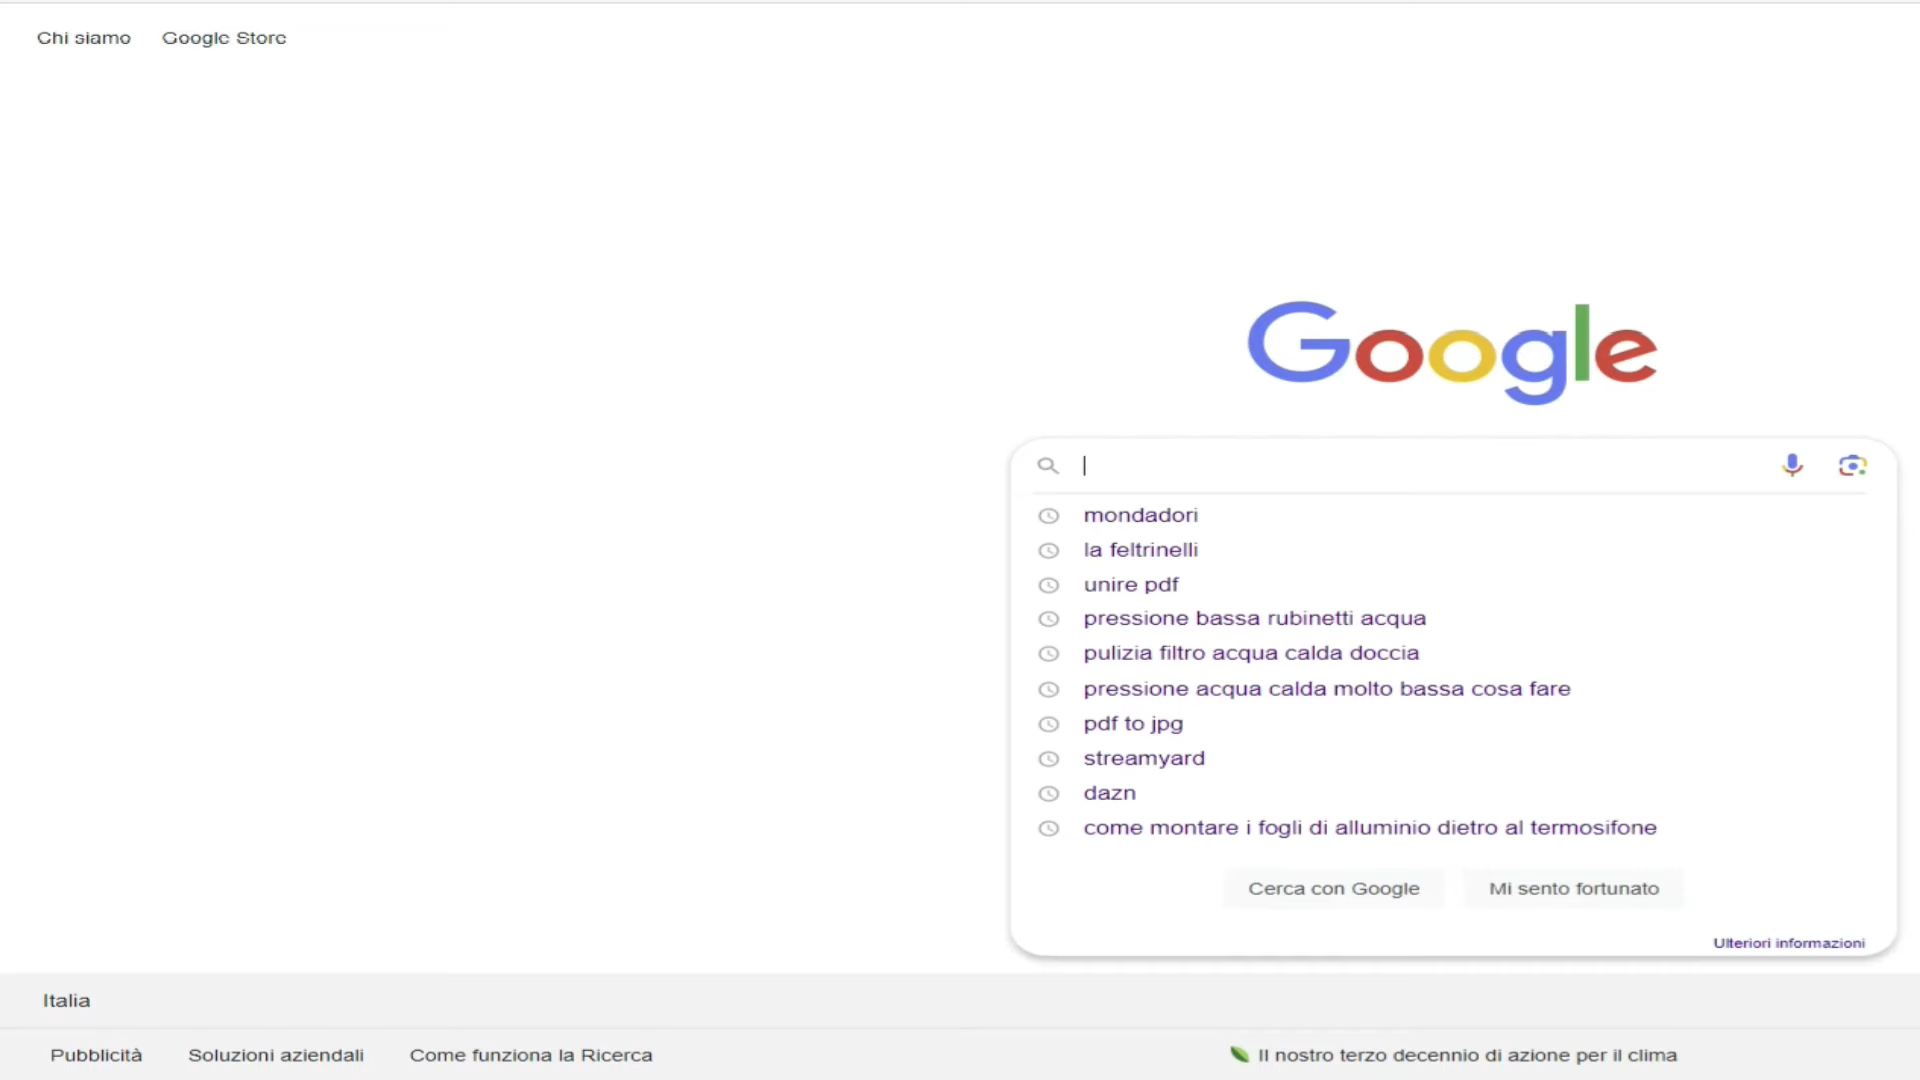 Chi siamo Google Store
Google
mondadori
la feltrinelli
unire pdf
pressione bassa rubinetti acqua
pulizia filtro acqua calda doccia
pressione acqua calda molto bassa cosa fare
pdf to jpg
streamyard
dazn
come montare i fogli di alluminio dietro al termosifone
Cerca con Google Mi sento fortunato
Ulteriori informazioni
Italia
Pubblicità Soluzioni aziendali Come funziona la Ricerca Il nostro terzo decennio di azione per il clima